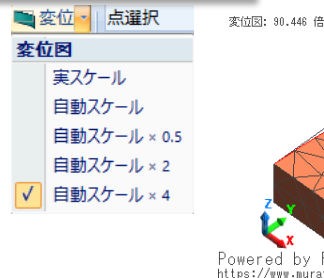 変位 点選択
変位図
実スケール
自動スケール
自動スケール × 0.5
自動スケール × 2
自動スケール × 4
変位図: 90.446 倍
Z
Y
X
Powered by
https://www.mura